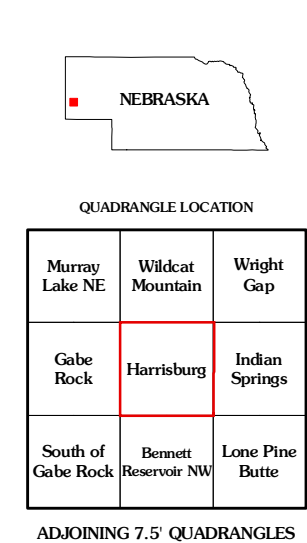 NEBRASKA
QUADRANGLE LOCATION
Murray
Lake NE
Wildcat
Mountain
Wright
Gap
Gabe
Rock
Harrisburg
Indian
Springs
South of
Gabe Rock
Bennett
Reservoir NW
Lone Pine
Butte
ADJOINING 7.5' QUADRANGLES